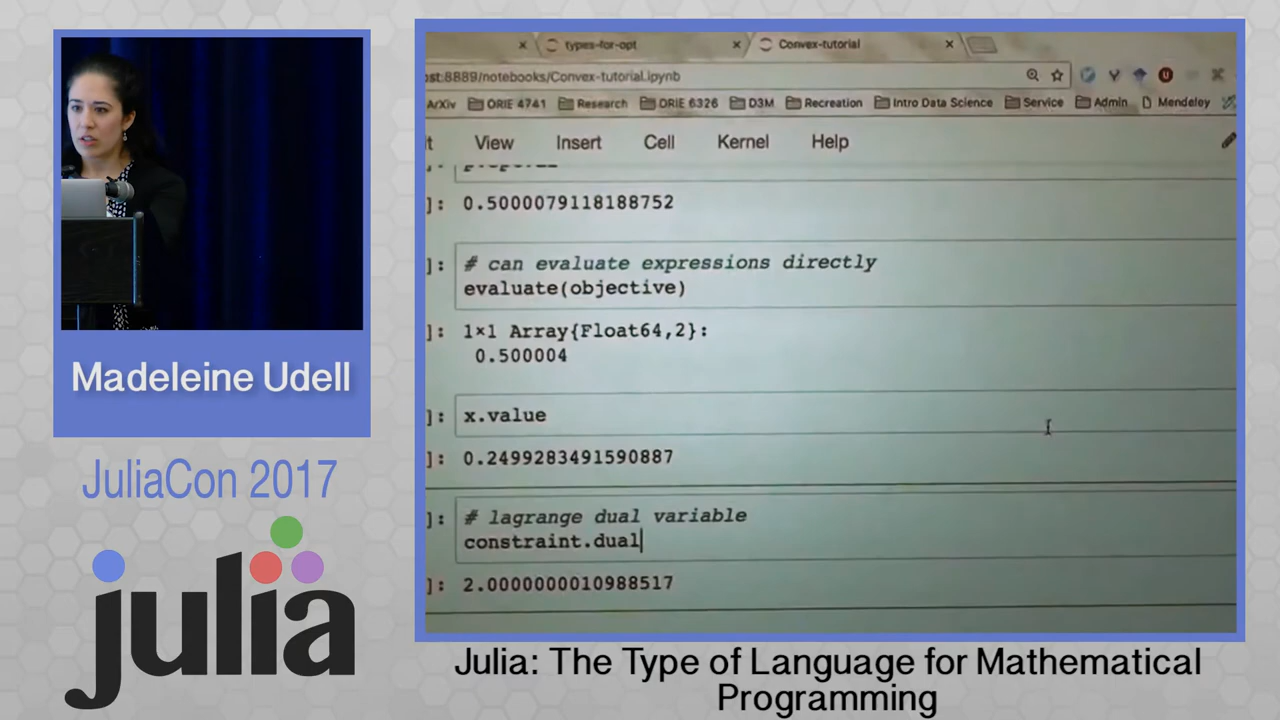 types-for-opt
Convex-tutorial
ost:8889/notebooks/Convex-tutorial.ipynb
ArXiv ORIE 4741 Research ORIE 6326 D3M Recreation Intro Data Science Service Admin Mendeley
View Insert Cell Kernel Help
]: 0.5000079118188752
]: # can evaluate expressions directly
evaluate(objective)
]: 1×1 Array{Float64,2}:
0.500004
]: x.value
]: 0.2499283491590887
]: # lagrange dual variable
constraint.dual
]: 2.0000000010988517
Madeleine Udell
JuliaCon 2017
julia
Julia: The Type of Language for Mathematical
Programming